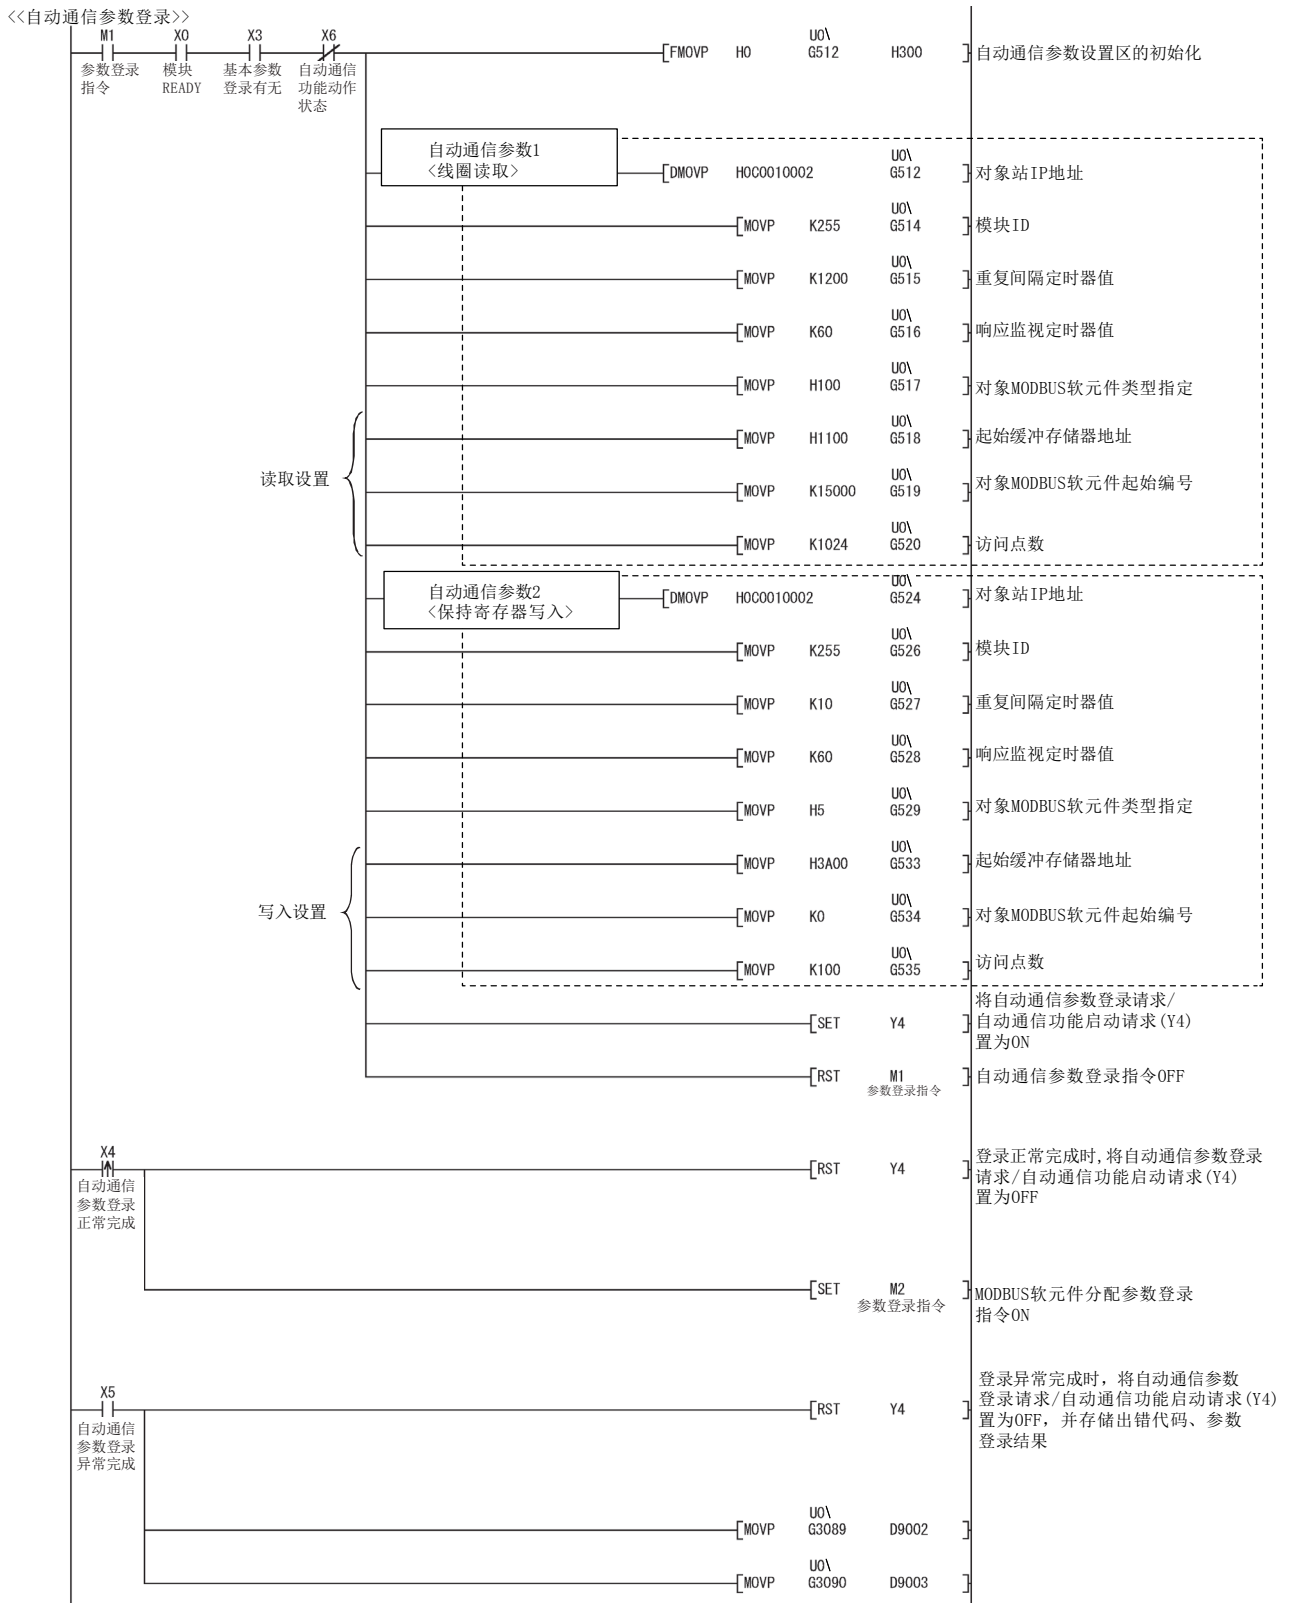 <<自动通信参数登录>>
M1 X0 X3 X6
参数登录 模块 基本参数 自动通信
指令 READY 登录有无 功能动作
状态
U0\
FMOVP H0 G512 H300 自动通信参数设置区的初始化
自动通信参数1
<线圈读取>
U0\
DMOVP H0C0010002 G512 对象站IP地址
U0\
MOVP K255 G514 模块ID
U0\
MOVP K1200 G515 重复间隔定时器值
U0\
MOVP K60 G516 响应监视定时器值
U0\
MOVP H100 G517 对象MODBUS软元件类型指定
读取设置
U0\
MOVP H1100 G518 起始缓冲存储器地址
U0\
MOVP K15000 G519 对象MODBUS软元件起始编号
U0\
MOVP K1024 G520 访问点数
自动通信参数2
<保持寄存器写入>
U0\
DMOVP H0C0010002 G524 对象站IP地址
U0\
MOVP K255 G526 模块ID
U0\
MOVP K10 G527 重复间隔定时器值
U0\
MOVP K60 G528 响应监视定时器值
U0\
MOVP H5 G529 对象MODBUS软元件类型指定
写入设置
U0\
MOVP H3A00 G533 起始缓冲存储器地址
U0\
MOVP K0 G534 对象MODBUS软元件起始编号
U0\
MOVP K100 G535 访问点数
SET Y4
将自动通信参数登录请求/
自动通信功能启动请求(Y4)
置为ON
RST M1 自动通信参数登录指令OFF
参数登录指令
X4
自动通信
参数登录
正常完成
RST Y4
登录正常完成时,将自动通信参数登录
请求/自动通信功能启动请求(Y4)
置为OFF
SET M2
参数登录指令
MODBUS软元件分配参数登录
指令ON
X5
自动通信
参数登录
异常完成
RST Y4
登录异常完成时，将自动通信参数
登录请求/自动通信功能启动请求(Y4)
置为OFF，并存储出错代码、参数
登录结果
U0\
MOVP G3089 D9002
U0\
MOVP G3090 D9003